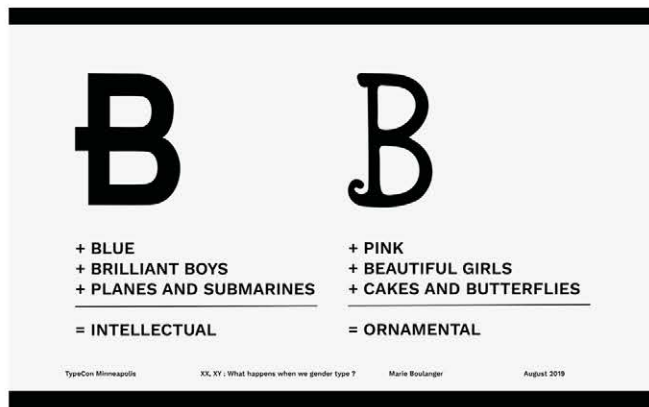 B
+ BLUE
+ BRILLIANT BOYS
+ PLANES AND SUBMARINES
= INTELLECTUAL
B
+ PINK
+ BEAUTIFUL GIRLS
+ CAKES AND BUTTERFLIES
= ORNAMENTAL
TypeCon Minneapolis XX, XY : What happens when we gender type ? Marie Boulanger August 2019